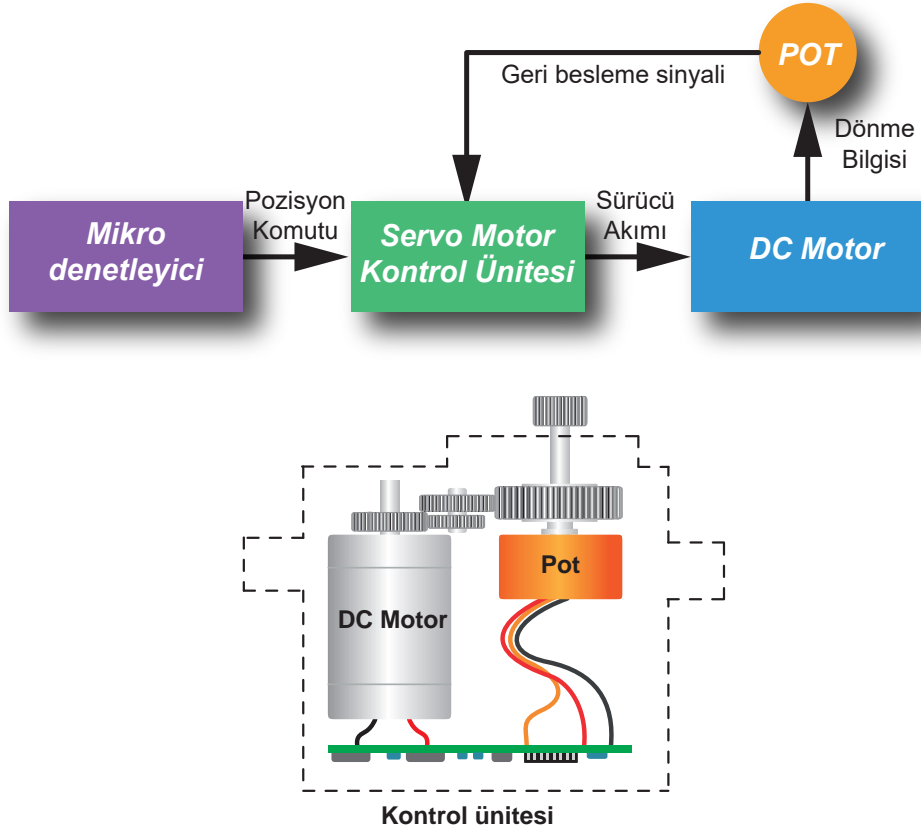 POT
Geri besleme sinyali
Dönme
Bilgisi
Pozisyon
Komutu
Sürücü
Akımı
Mikro
denetleyici
Servo Motor
Kontrol Ünitesi
DC Motor
Pot
DC Motor
Kontrol ünitesi